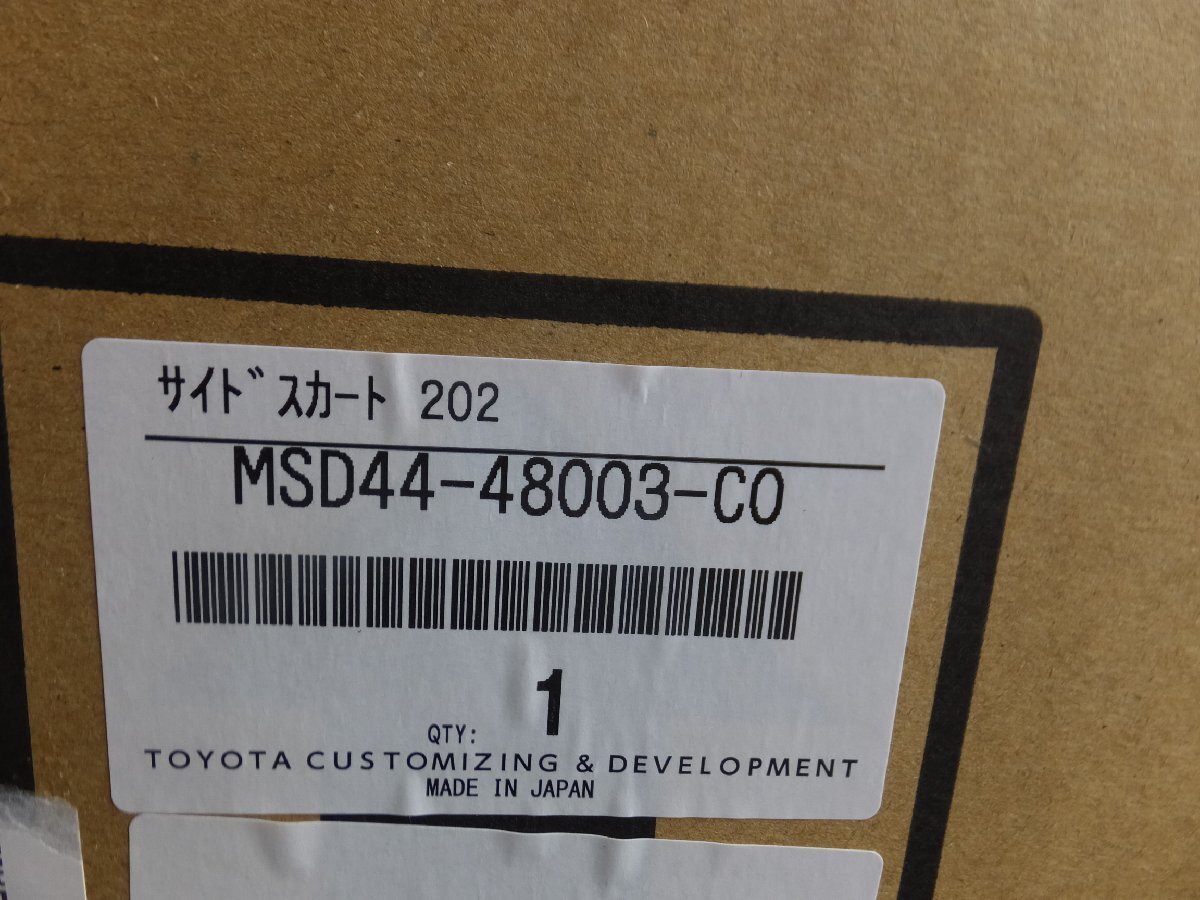 サイドスカート 202
MSD44-48003-C0
1
QTY:
TOYOTA CUSTOMIZING & DEVELOPMENT
MADE IN JAPAN